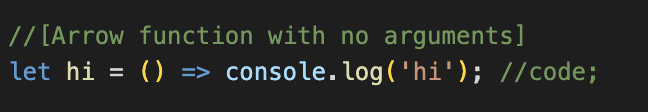 //[Arrow function with no arguments]
let hi = () => console.log('hi'); //code;